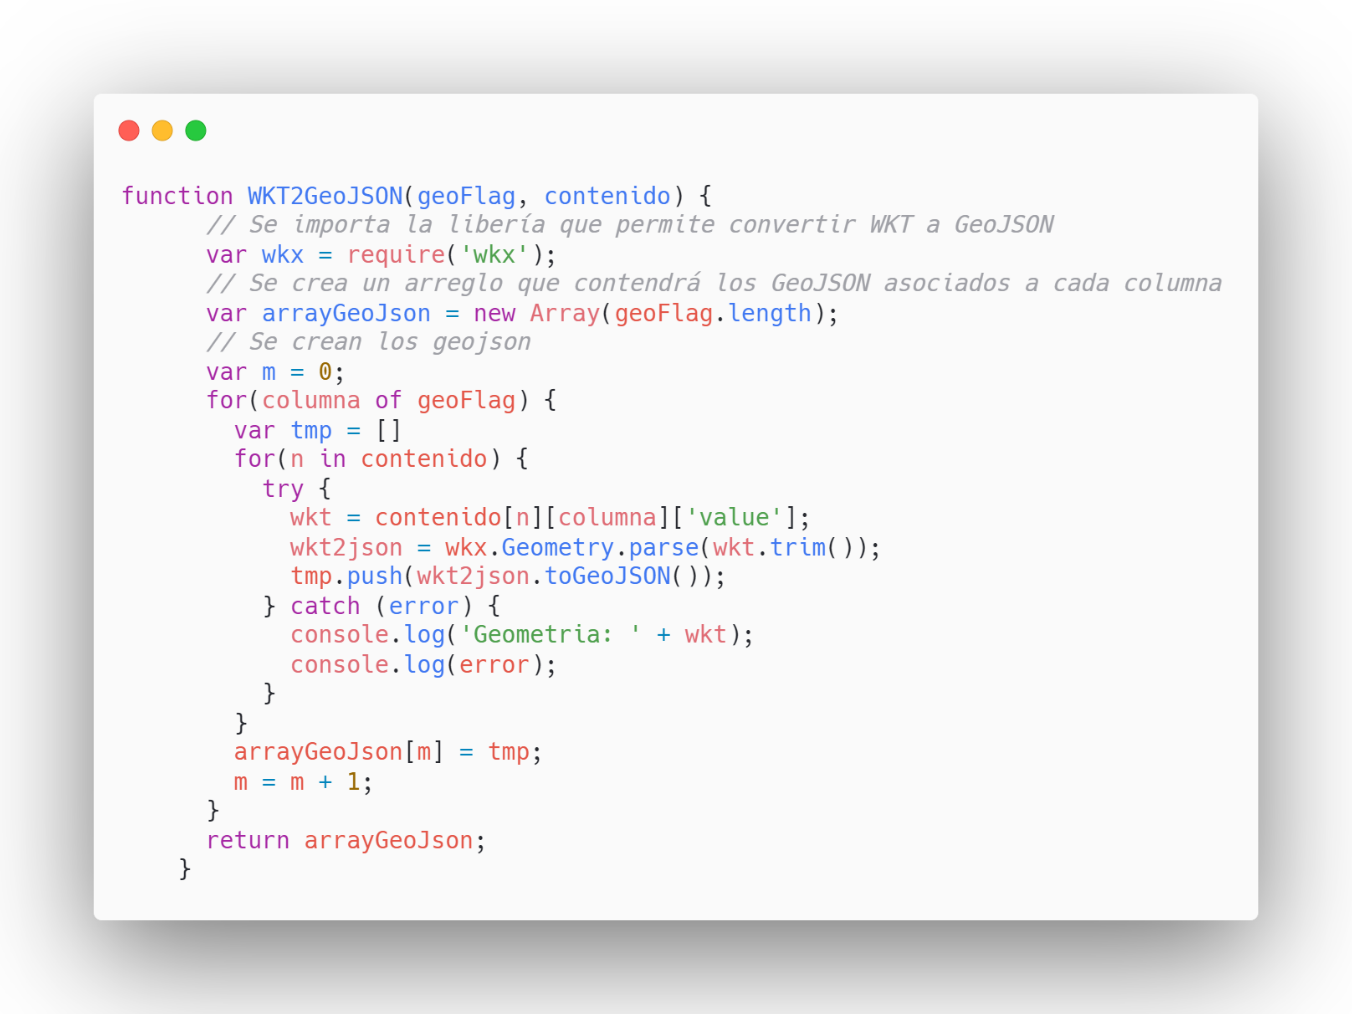 function WKT2GeoJSON(geoFlag, contenido) {
// Se importa la libería que permite convertir WKT a GeoJSON
var wkx = require('wkx');
// Se crea un arreglo que contendrá los GeoJSON asociados a cada columna
var arrayGeoJson = new Array(geoFlag.length);
// Se crean los geojson
var m = 0;
for(columna of geoFlag) {
var tmp = []
for(n in contenido) {
try {
wkt = contenido[n][columna]['value'];
wkt2json = wkx.Geometry.parse(wkt.trim());
tmp.push(wkt2json.toGeoJSON());
} catch (error) {
console.log('Geometria: ' + wkt);
console.log(error);
}
}
arrayGeoJson[m] = tmp;
m = m + 1;
}
return arrayGeoJson;
}